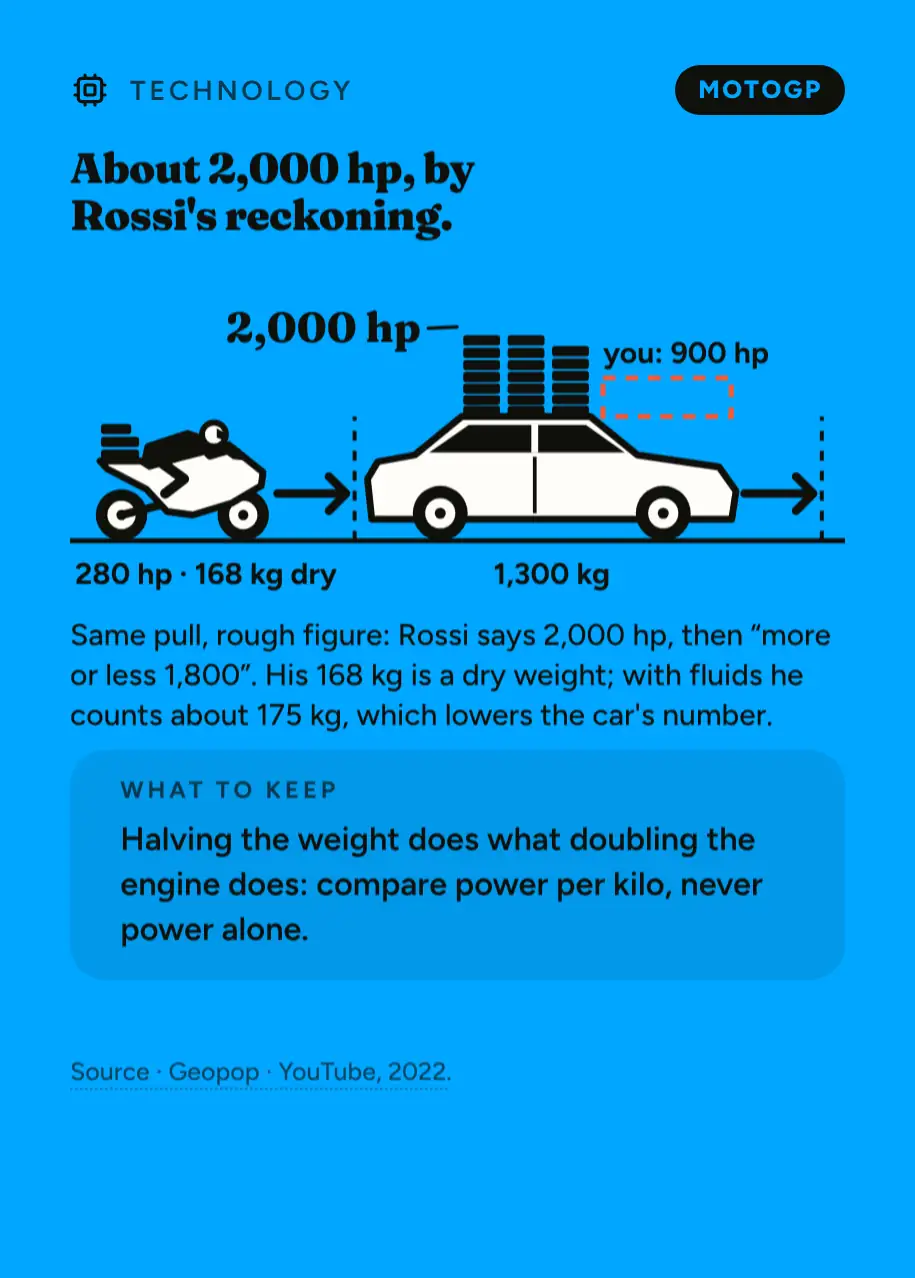 TECHNOLOGY
MOTOGP
About 2,000 hp, by
Rossi's reckoning.
2,000 hp
you: 900 hp
280 hp · 168 kg dry
1,300 kg
Same pull, rough figure: Rossi says 2,000 hp, then “more
or less 1,800”. His 168 kg is a dry weight; with fluids he
counts about 175 kg, which lowers the car's number.
WHAT TO KEEP
Halving the weight does what doubling the
engine does: compare power per kilo, never
power alone.
Source · Geopop · YouTube, 2022.